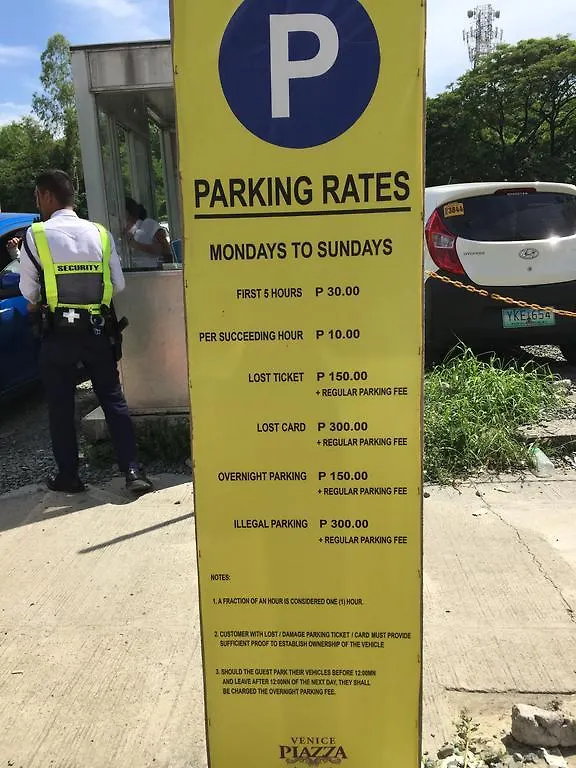 P
PARKING RATES
MONDAYS TO SUNDAYS
FIRST 5 HOURS P 30.00
PER SUCCEEDING HOUR P 10.00
LOST TICKET P 150.00
+ REGULAR PARKING FEE
LOST CARD P 300.00
+ REGULAR PARKING FEE
OVERNIGHT PARKING P 150.00
+ REGULAR PARKING FEE
ILLEGAL PARKING P 300.00
+ REGULAR PARKING FEE
NOTES:
1. A FRACTION OF AN HOUR IS CONSIDERED ONE (1) HOUR.
2. CUSTOMER WITH LOST / DAMAGE PARKING TICKET / CARD MUST PROVIDE
SUFFICIENT PROOF TO ESTABLISH OWNERSHIP OF THE VEHICLE
3. SHOULD THE GUEST PARK THEIR VEHICLES BEFORE 12:00MN
AND LEAVE AFTER 12:00NN OF THE NEXT DAY, THEY SHALL
BE CHARGED THE OVERNIGHT PARKING FEE.
VENICE
PIAZZA
SECURITY
YKE 654